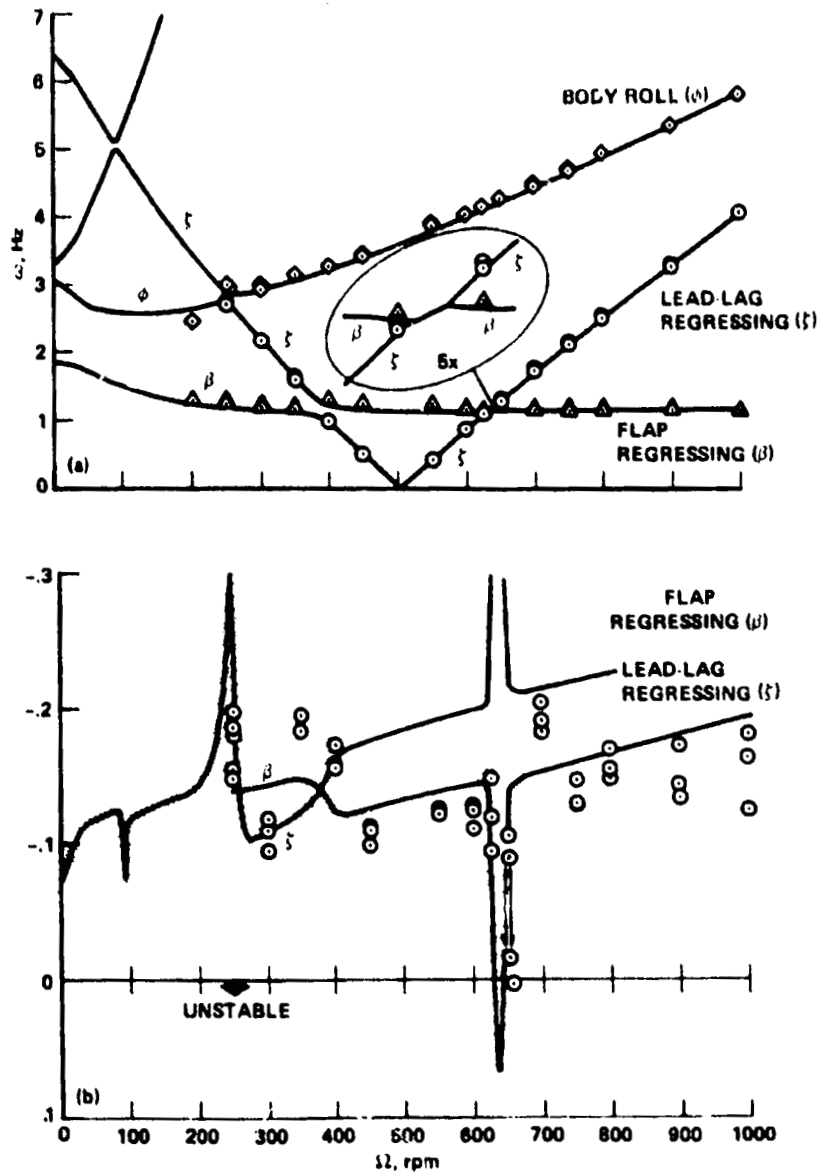 7
6
5
4
3
2
1
0
ω, Hz
(a)
BODY ROLL (φ)
LEAD-LAG
REGRESSING (ζ)
FLAP
REGRESSING (β)
ζ
φ
ζ
β
ζ
β
ζ
β
ζ
5x
-.3
-.2
-.1
0
.1
(b)
FLAP
REGRESSING (β)
LEAD-LAG
REGRESSING (ζ)
β
ζ
UNSTABLE
0 100 200 300 400 500 600 700 800 900 1000
Ω, rpm